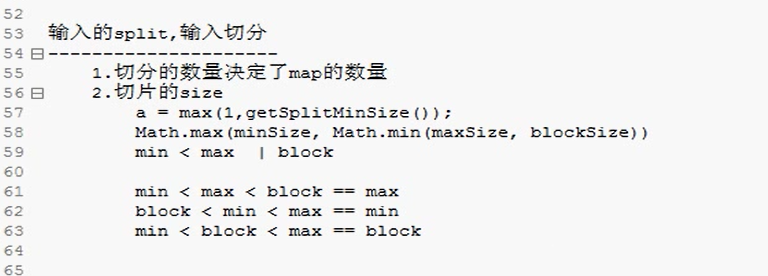 52
53 输入的split,输入切分
54 ----------------------
55 1.切分的数量决定了map的数量
56 2.切片的size
57 a = max(1,getSplitMinSize());
58 Math.max(minSize, Math.min(maxSize, blockSize))
59 min < max | block
60
61 min < max < block == max
62 block < min < max == min
63 min < block < max == block
64
65